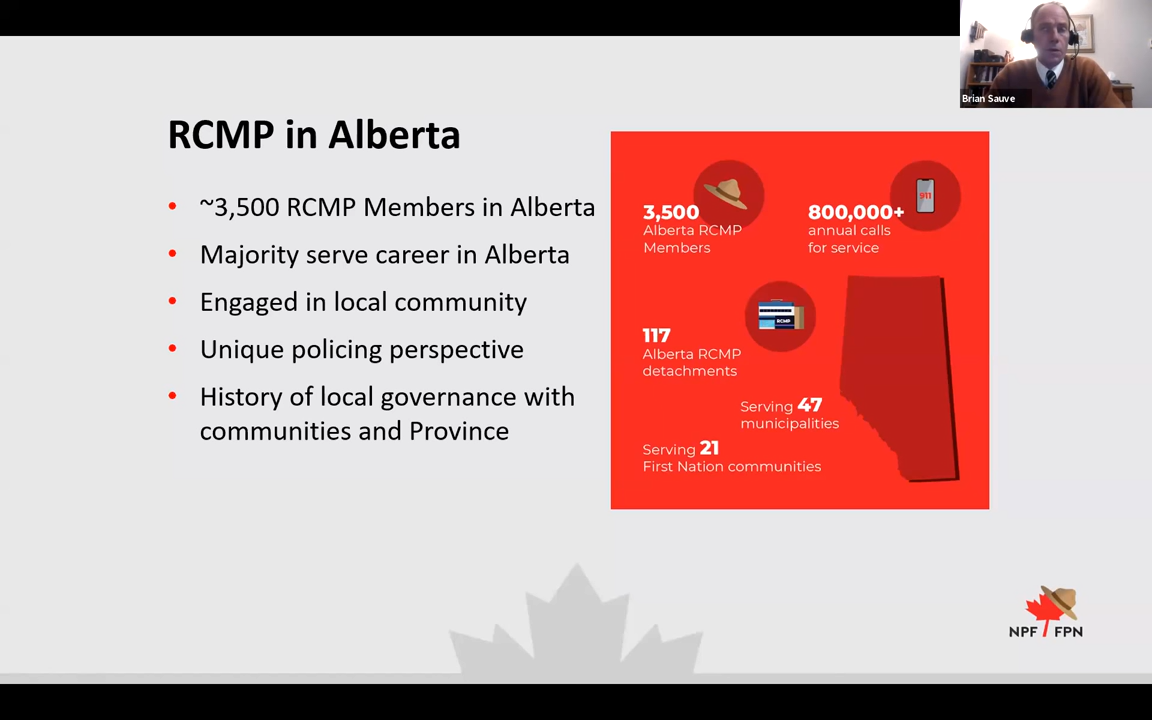 Brian Sauve
RCMP in Alberta
• ~3,500 RCMP Members in Alberta
• Majority serve career in Alberta
• Engaged in local community
• Unique policing perspective
• History of local governance with
communities and Province
3,500
Alberta RCMP
Members
911
800,000+
annual calls
for service
RCMP
117
Alberta RCMP
detachments
Serving 47
municipalities
Serving 21
First Nation communities
NPF FPN